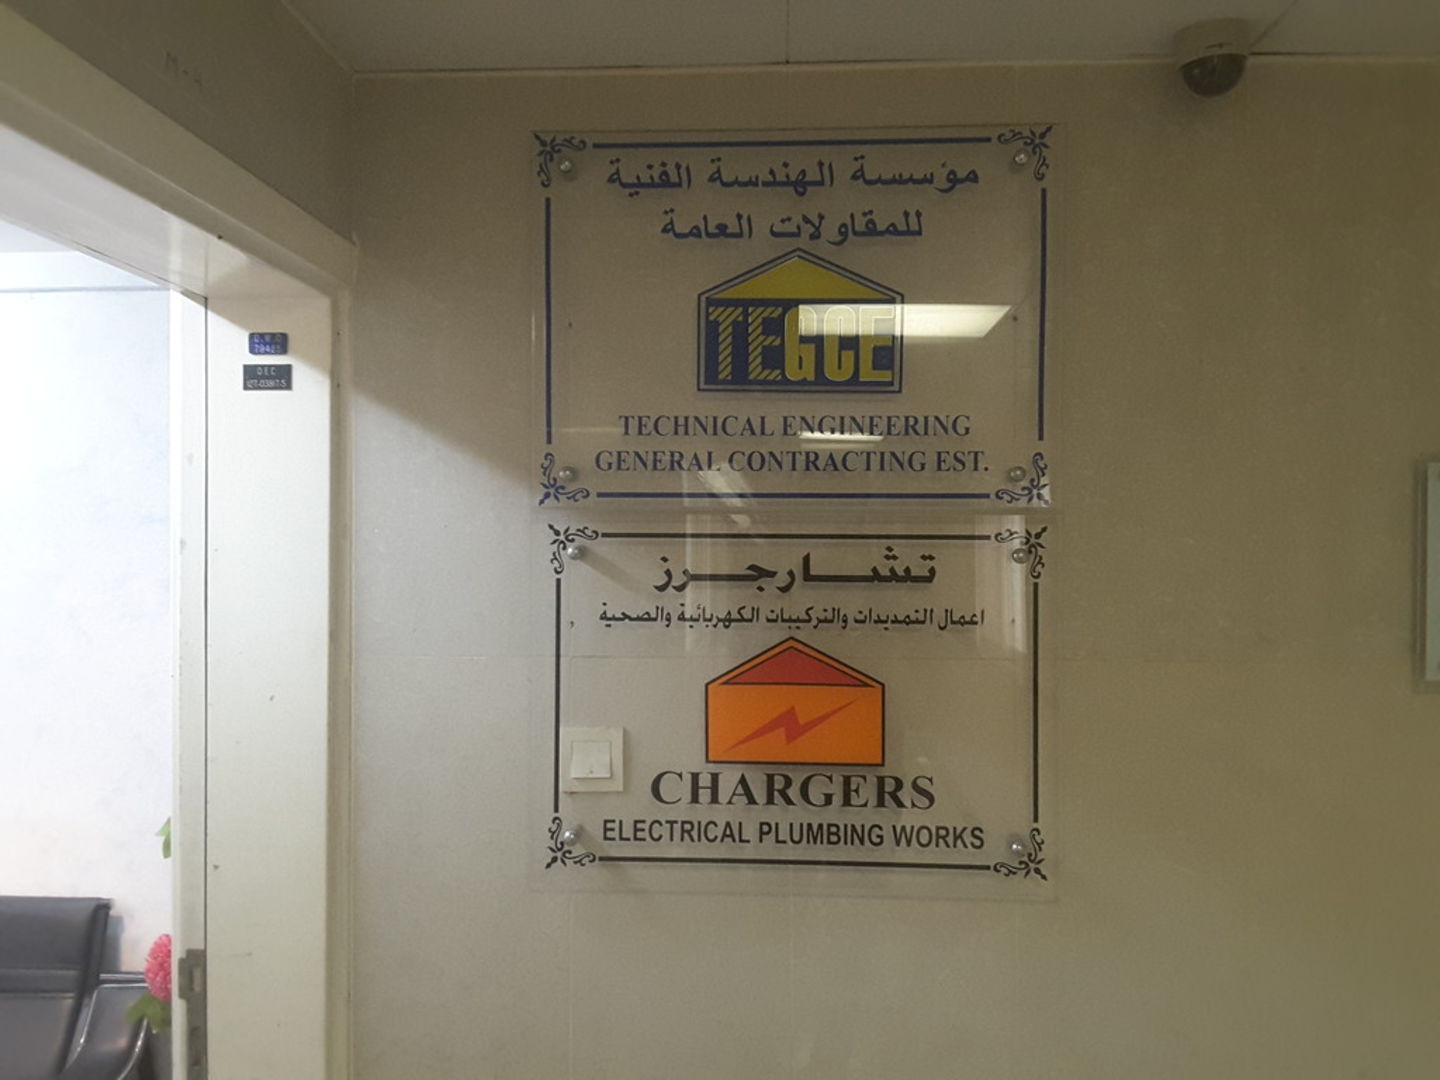 مؤسسة الهندسة الفنية
للمقاولات العامة
TEGCE
TECHNICAL ENGINEERING
GENERAL CONTRACTING EST.
تشارجرز
اعمال التمديدات والتركيبات الكهربائية والصحية
CHARGERS
ELECTRICAL PLUMBING WORKS
DEC